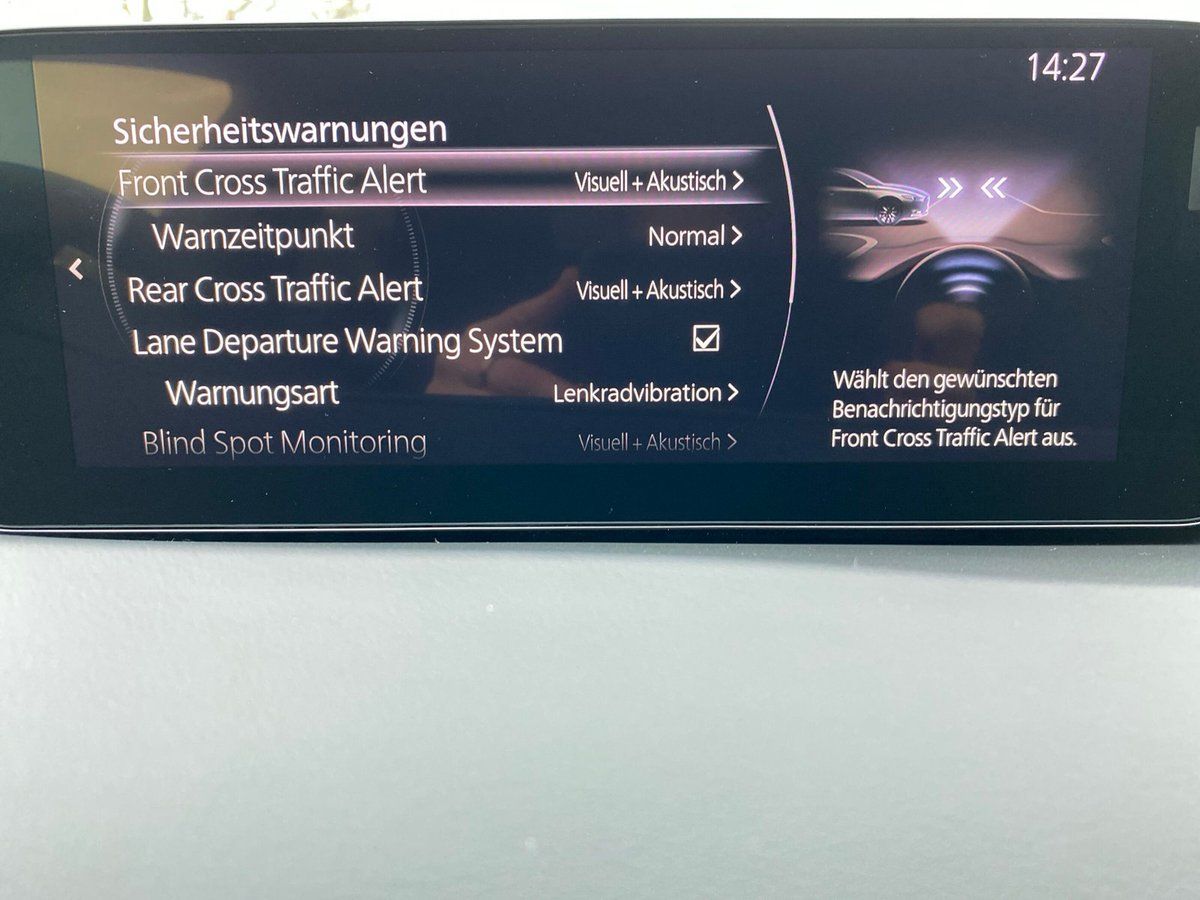 14:27
Sicherheitswarnungen
Front Cross Traffic Alert Visuell + Akustisch
Warnzeitpunkt Normal
Rear Cross Traffic Alert Visuell + Akustisch
Lane Departure Warning System
Warnungsart Lenkradvibration
Blind Spot Monitoring Visuell + Akustisch
Wählt den gewünschten
Benachrichtigungstyp für
Front Cross Traffic Alert aus.